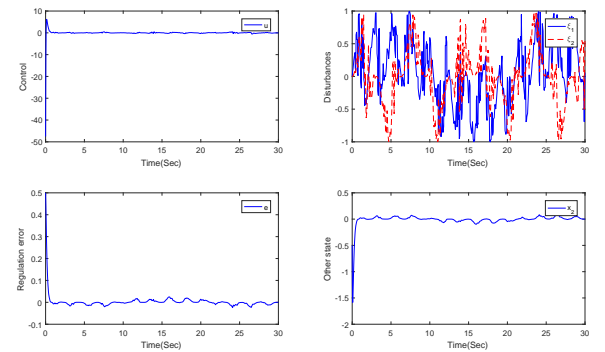 10
0
-10
-20
-30
-40
-50
Control
0 5 10 15 20 25 30
Time(Sec)
u
1
0.5
0
-0.5
-1
Disturbances
0 5 10 15 20 25 30
Time(Sec)
ξ1
ξ2
0.5
0.4
0.3
0.2
0.1
0
-0.1
Regulation error
0 5 10 15 20 25 30
Time(Sec)
e
0.5
0
-0.5
-1
-1.5
-2
Other state
0 5 10 15 20 25 30
Time(Sec)
x2